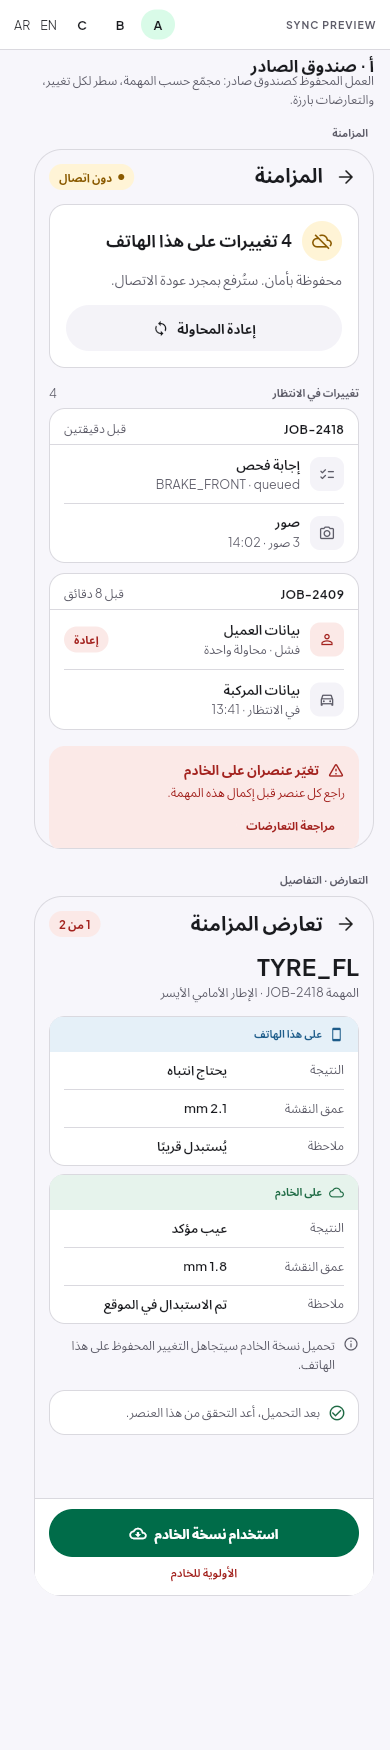 AR EN C B A SYNC PREVIEW
أ · صندوق الصادر
العمل المحفوظ كصندوق صادر: مجمّع حسب المهمة، سطر لكل تغيير،
والتعارضات بارزة.
المزامنة
المزامنة
دون اتصال
4 تغييرات على هذا الهاتف
محفوظة بأمان. ستُرفع بمجرد عودة الاتصال.
إعادة المحاولة
تغييرات في الانتظار 4
JOB-2418 قبل دقيقتين
إجابة فحص
BRAKE_FRONT · queued
صور
3 صور · 14:02
JOB-2409 قبل 8 دقائق
بيانات العميل
فشل · محاولة واحدة
إعادة
بيانات المركبة
في الانتظار · 13:41
تغيّر عنصران على الخادم
راجع كل عنصر قبل إكمال هذه المهمة.
مراجعة التعارضات
التعارض · التفاصيل
تعارض المزامنة
1 من 2
TYRE_FL
المهمة JOB-2418 · الإطار الأمامي الأيسر
على هذا الهاتف
النتيجة يحتاج انتباه
عمق النقشة 2.1 mm
ملاحظة يُستبدل قريبًا
على الخادم
النتيجة عيب مؤكد
عمق النقشة 1.8 mm
ملاحظة تم الاستبدال في الموقع
تحميل نسخة الخادم سيتجاهل التغيير المحفوظ على هذا
الهاتف.
بعد التحميل، أعد التحقق من هذا العنصر.
استخدام نسخة الخادم
الأولوية للخادم